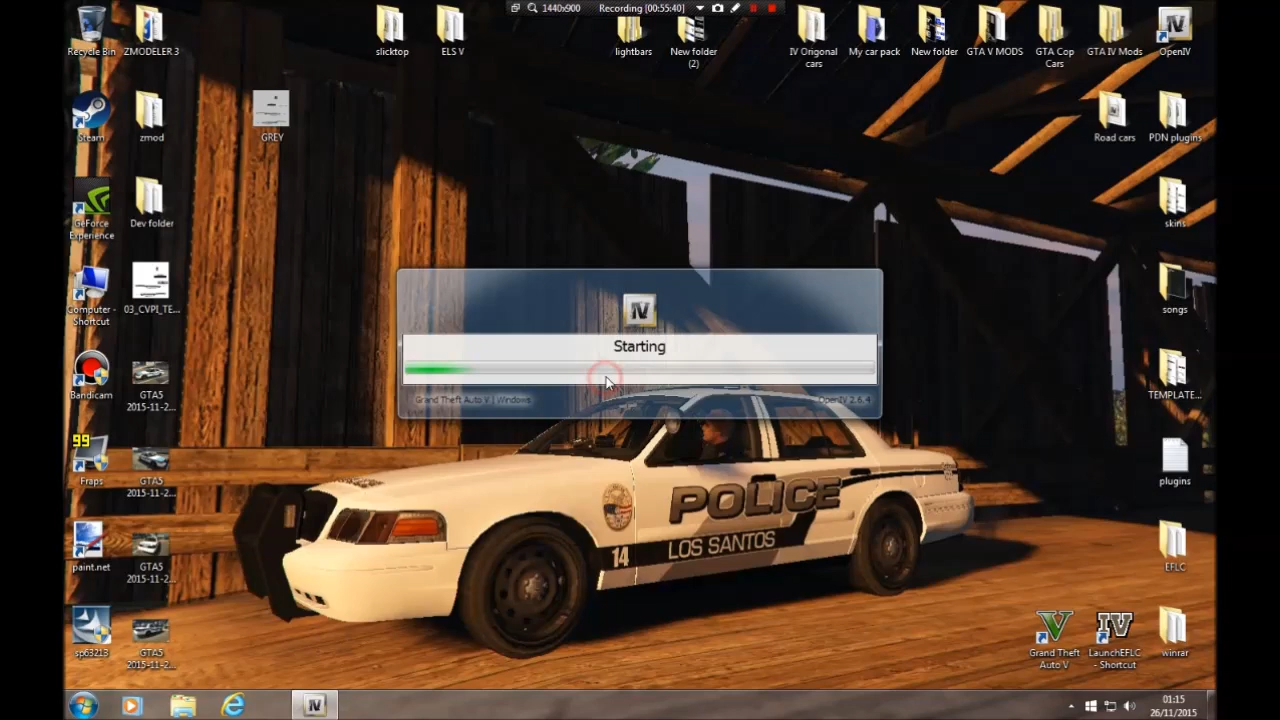 1440x900
Recording [00:55:40]
Recycle Bin
ZMODELER 3
slicktop
ELS V
lightbars
New folder
(2)
IV Origonal
cars
My car pack
New folder
GTA V MODS
GTA Cop
Cars
GTA IV Mods
OpenIV
Steam
zmod
GREY
Road cars
PDN plugins
GeForce
Experience
Dev folder
skins
Computer -
Shortcut
03_CVPI_TE...
songs
IV
Starting
Grand Theft Auto V | Windows
OpenIV 2.6.4
Bandicam
GTA5
2015-11-2...
TEMPLATE...
99
Fraps
GTA5
2015-11-2...
plugins
POLICE
14
LOS SANTOS
paint.net
GTA5
2015-11-2...
EFLC
sp63213
GTA5
2015-11-2...
Grand Theft
Auto V
IV
LaunchEFLC
- Shortcut
winrar
IV
01:15
26/11/2015